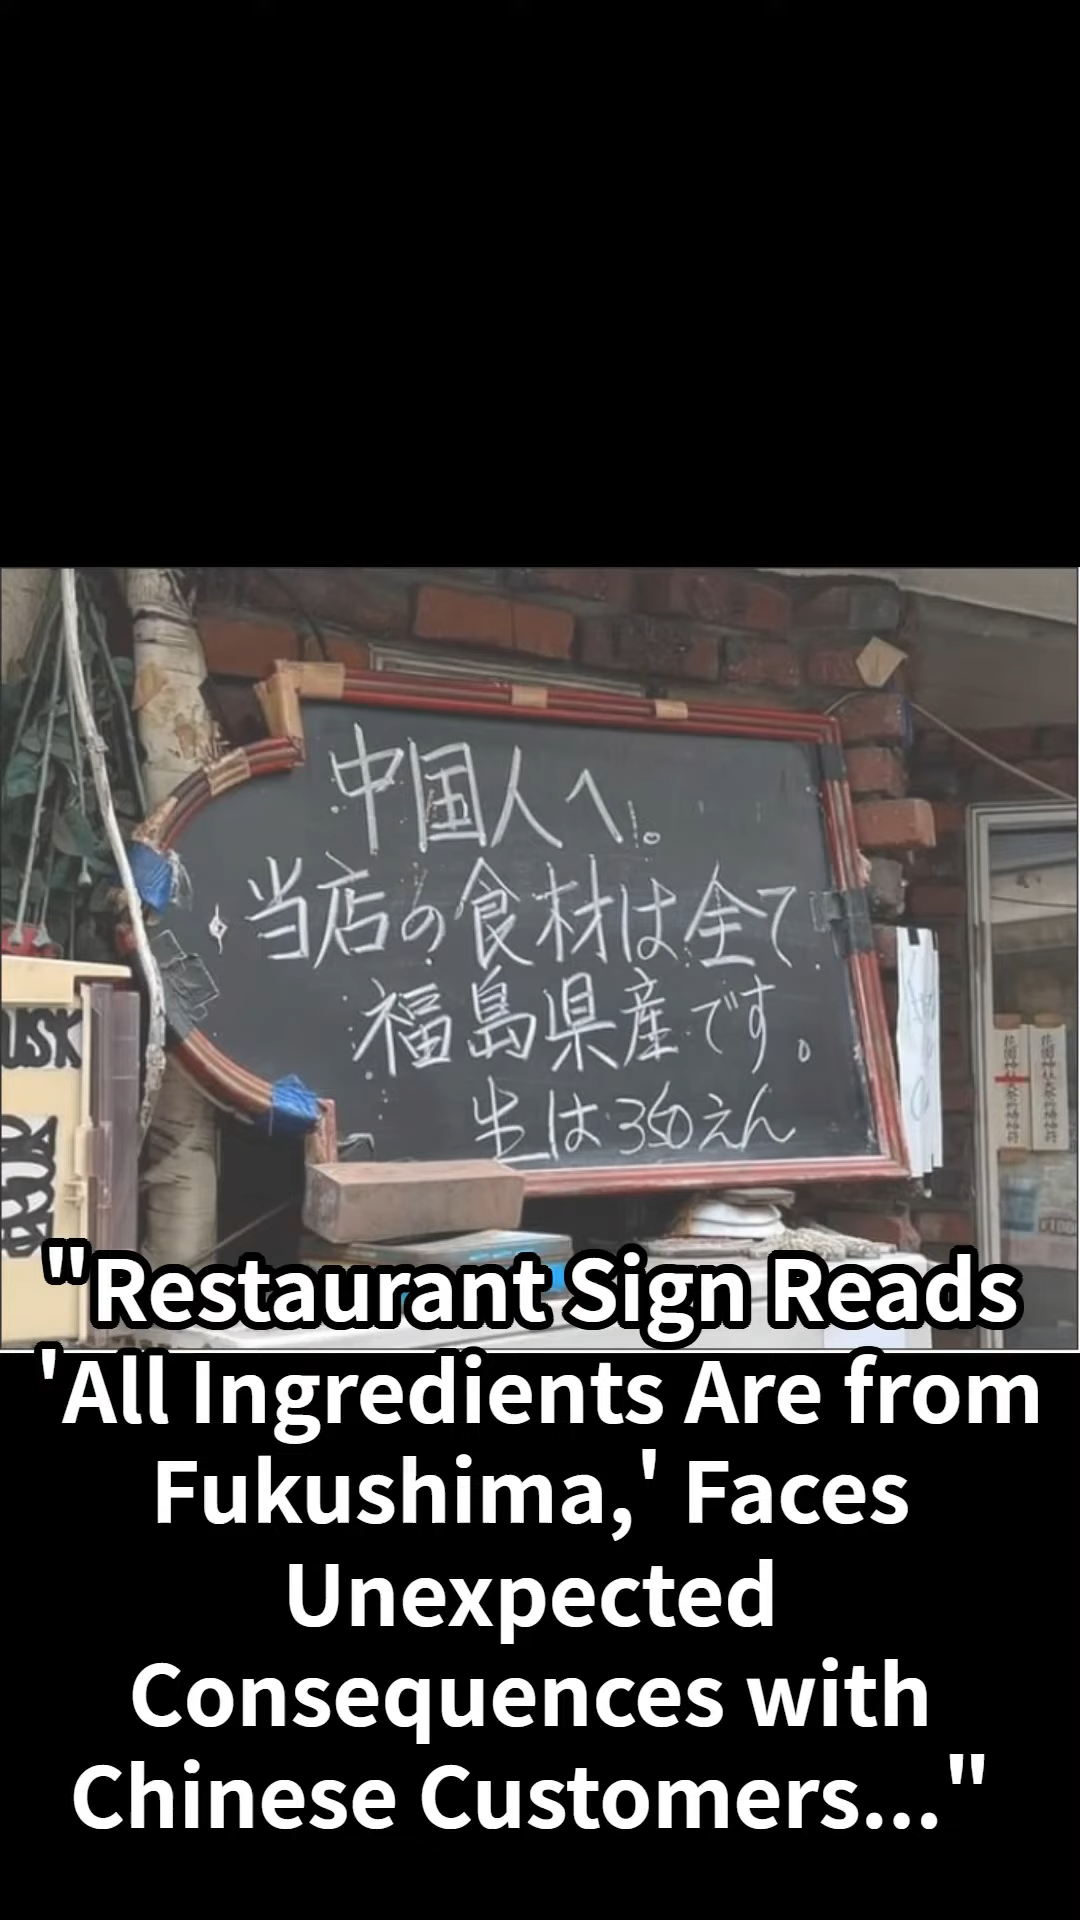 中国人へ。
当店の食材は全て
福島県産です。
生は350えん
USK
"Restaurant Sign Reads
'All Ingredients Are from
Fukushima,' Faces
Unexpected
Consequences with
Chinese Customers..."